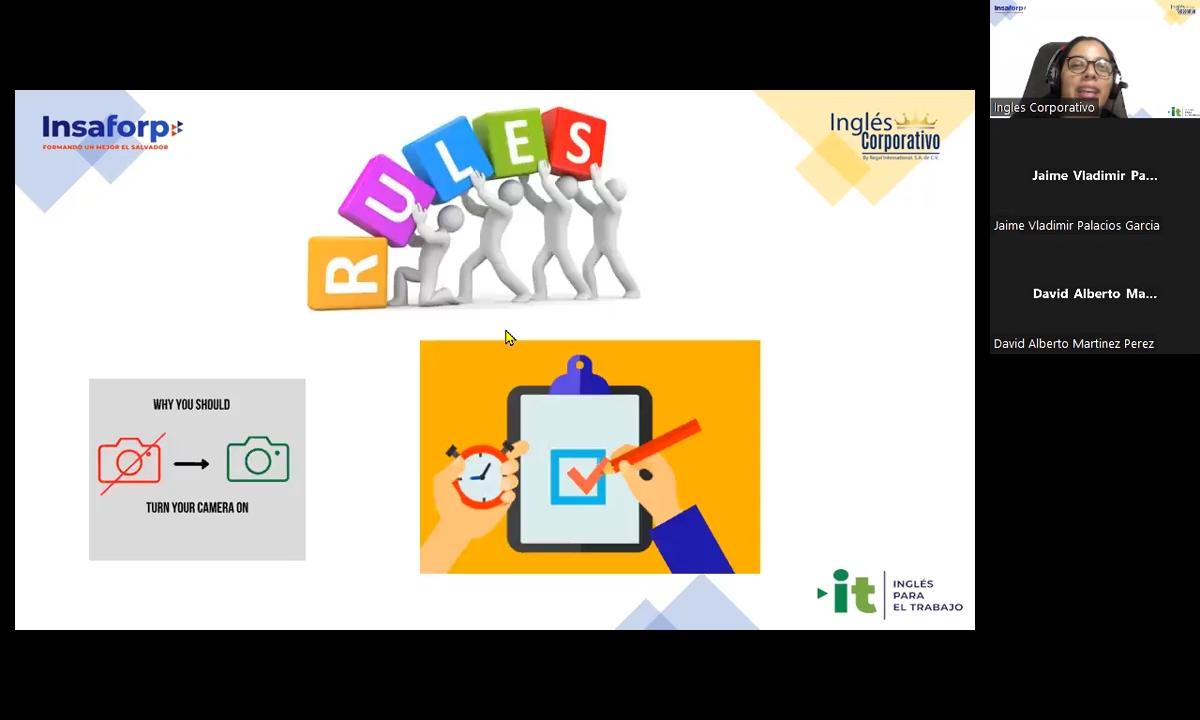 Insaforp
FORMANDO UN MEJOR EL SALVADOR
RULES
Inglés
Corporativo
By Regal International, S.A. de C.V.
WHY YOU SHOULD
TURN YOUR CAMERA ON
it
INGLÉS
PARA
EL TRABAJO
Insaforp
Ingles Corporativo
Jaime Vladimir Pa...
Jaime Vladimir Palacios Garcia
David Alberto Ma...
David Alberto Martinez Perez